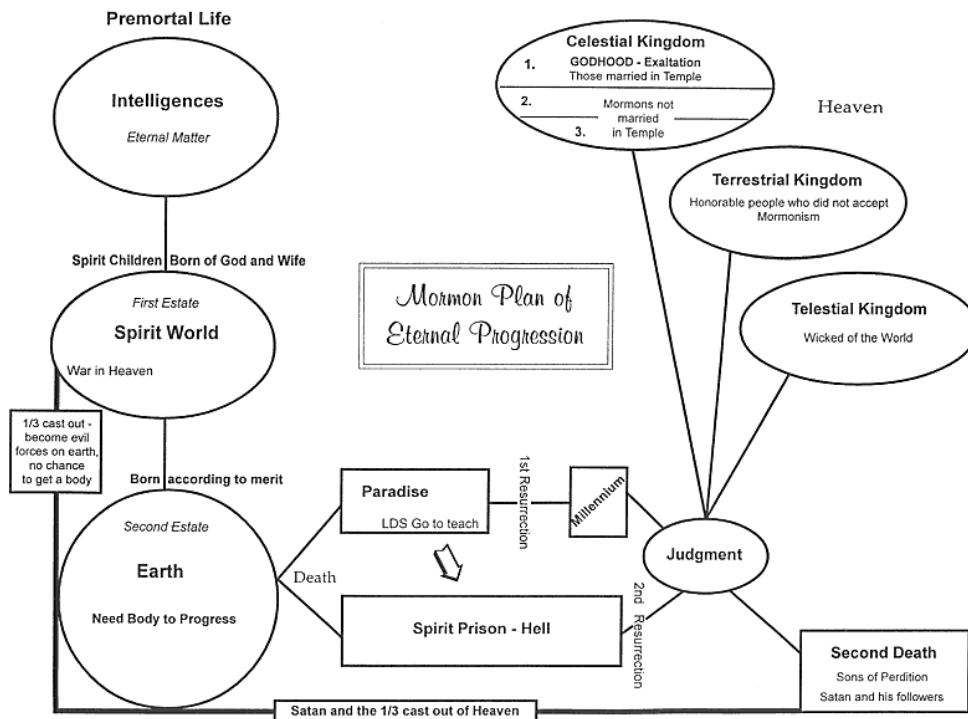 Premortal Life
Intelligences
Eternal Matter
Spirit Children Born of God and Wife
First Estate
Spirit World
War in Heaven
1/3 cast out -
become evil
forces on earth,
no chance
to get a body
Born according to merit
Second Estate
Earth
Need Body to Progress
Mormon Plan of
Eternal Progression
Death
Paradise
LDS Go to teach
1st Resurrection
Millennium
Spirit Prison - Hell
2nd Resurrection
Judgment
Celestial Kingdom
1. GODHOOD - Exaltation
Those married in Temple
2. Mormons not
married
3. in Temple
Heaven
Terrestrial Kingdom
Honorable people who did not accept
Mormonism
Telestial Kingdom
Wicked of the World
Second Death
Sons of Perdition
Satan and his followers
Satan and the 1/3 cast out of Heaven